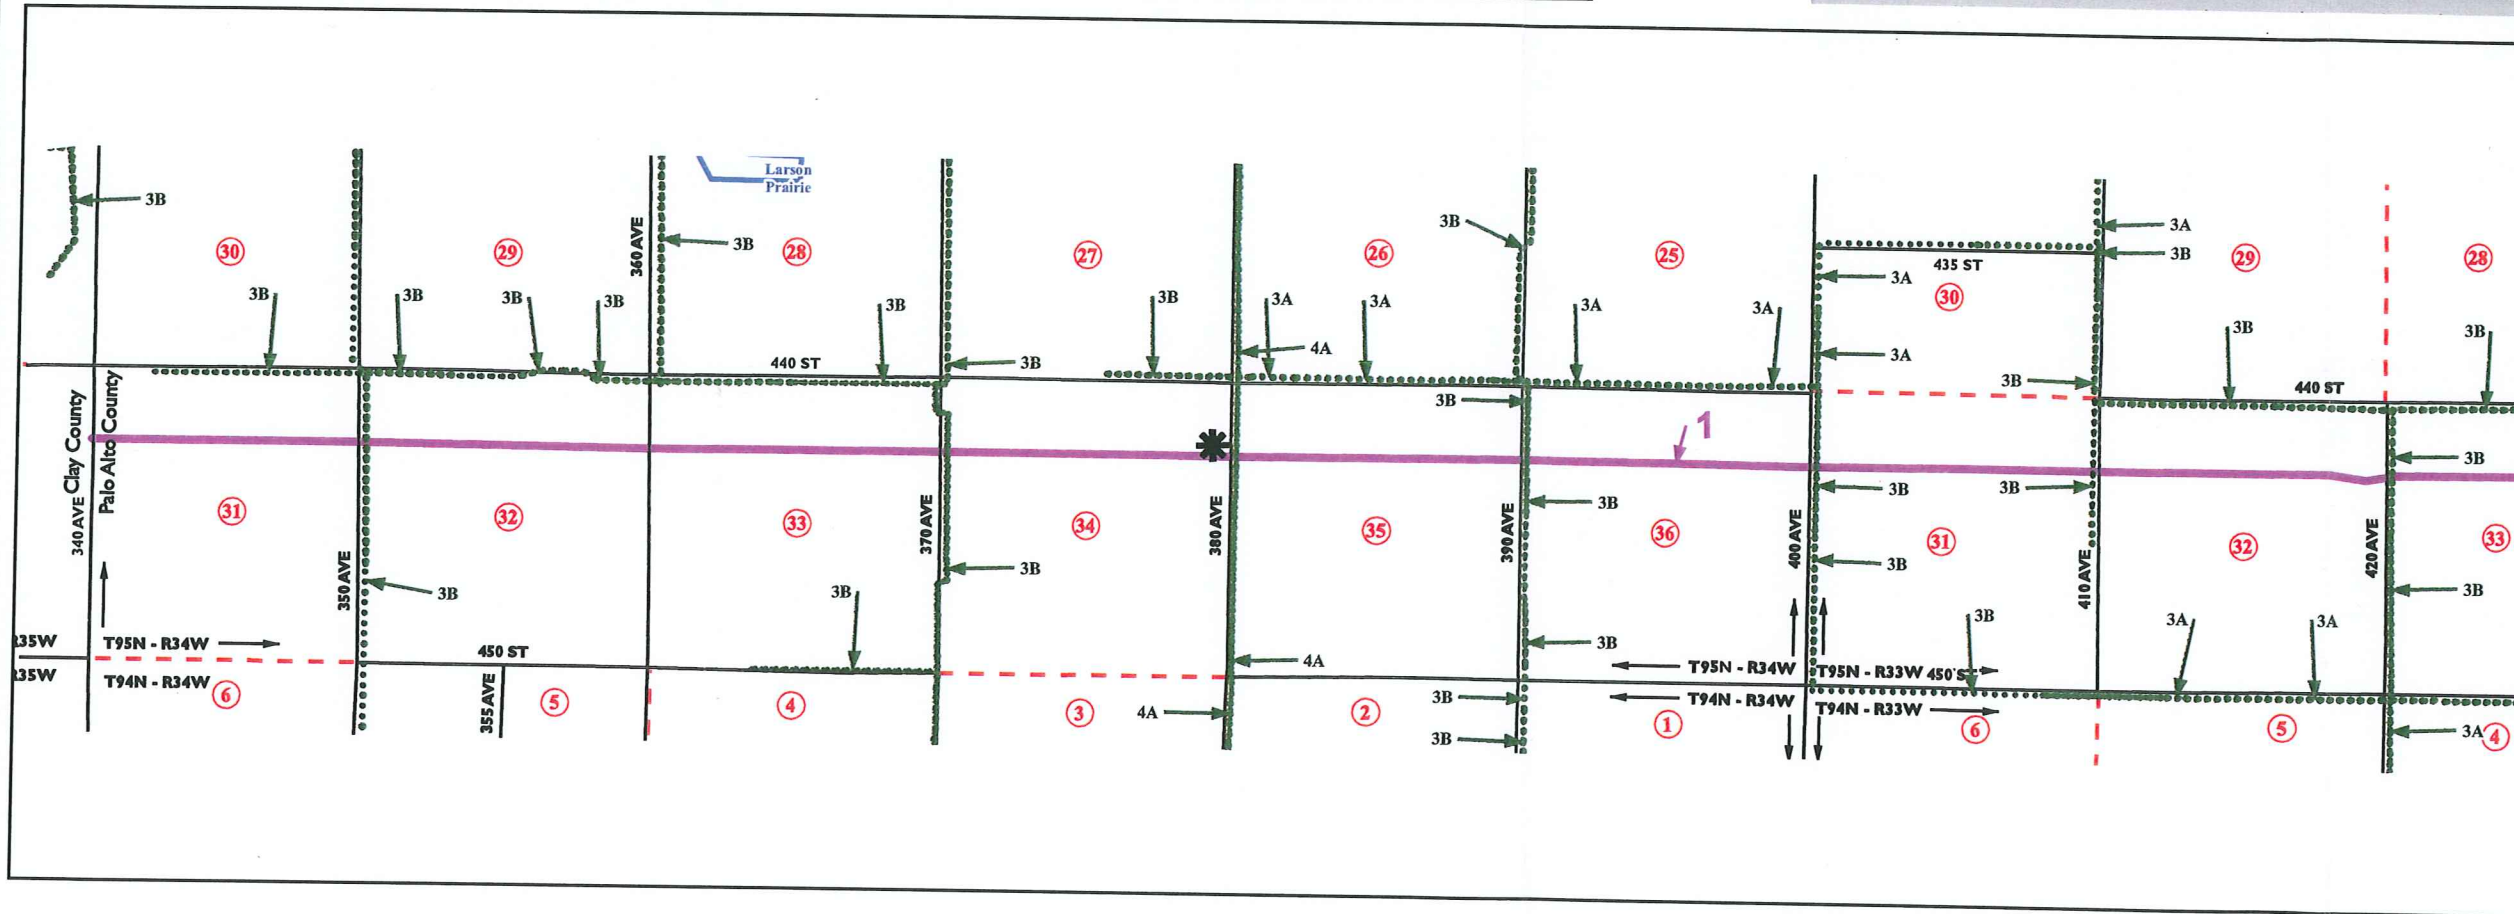 Larson
Prairie
3B
3B
3A
360 AVE
3B
3B
30
29
28
27
26
25
435 ST
29
28
3A
30
3B
3B
3B
3B
3B
3B
3A
3A
3A
3A
3B
3B
4A
3A
440 ST
3B
3B
440 ST
3B
1
340 AVE
Clay County
Palo Alto County
3B
3B
3B
3B
3B
31
32
33
370 AVE
34
380 AVE
35
390 AVE
36
400 AVE
31
32
420 AVE
33
350 AVE
3B
3B
3B
3B
410 AVE
3B
3B
3A
3A
R35W
T95N - R34W
450 ST
3B
4A
T95N - R34W
T95N - R33W
450 S
R35W
T94N - R34W
T94N - R34W
T94N - R33W
6
355 AVE
5
4
3
4A
2
3B
3B
1
6
5
3A
4